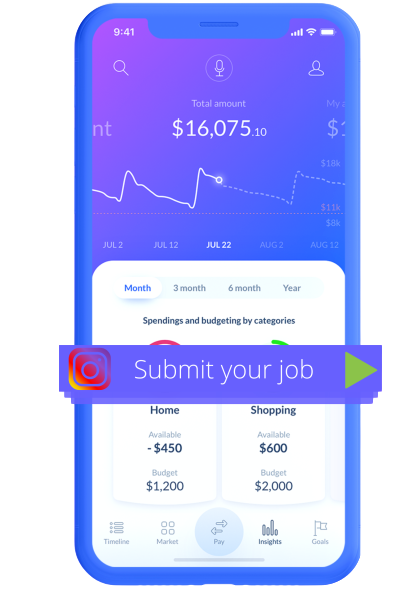 9:41
Total amount
My a
nt
$16,075.10
$1
$18k
$11k
$8k
JUL 2 JUL 12 JUL 22 AUG 2 AUG 12
Month 3 month 6 month Year
Spendings and budgeting by categories
Submit your job
Home Shopping
Available Available
- $450 $600
Budget Budget
$1,200 $2,000
Timeline Market Pay Insights Goals